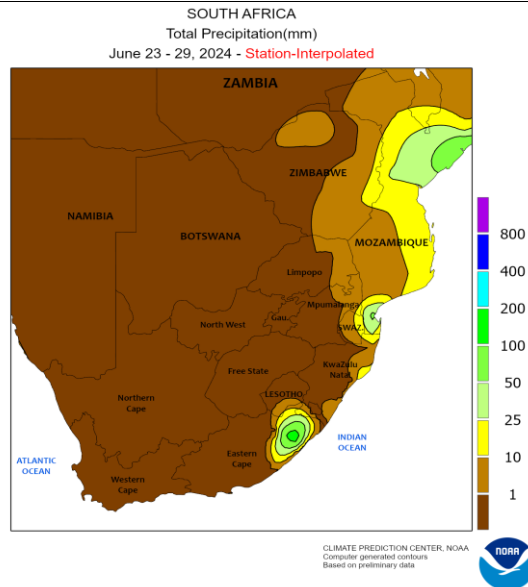 SOUTH AFRICA
Total Precipitation(mm)
June 23 - 29, 2024 - Station-Interpolated
ZAMBIA
ZIMBABWE
NAMIBIA
BOTSWANA
MOZAMBIQUE
Limpopo
Mpumalanga
North West
Gau.
SWAZ.
Free State
KwaZulu
Natal
LESOTHO
Northern
Cape
Eastern
Cape
Western
Cape
ATLANTIC
OCEAN
INDIAN
OCEAN
800
400
200
100
50
25
10
1
CLIMATE PREDICTION CENTER, NOAA
Computer generated contours
Based on preliminary data
NOAA